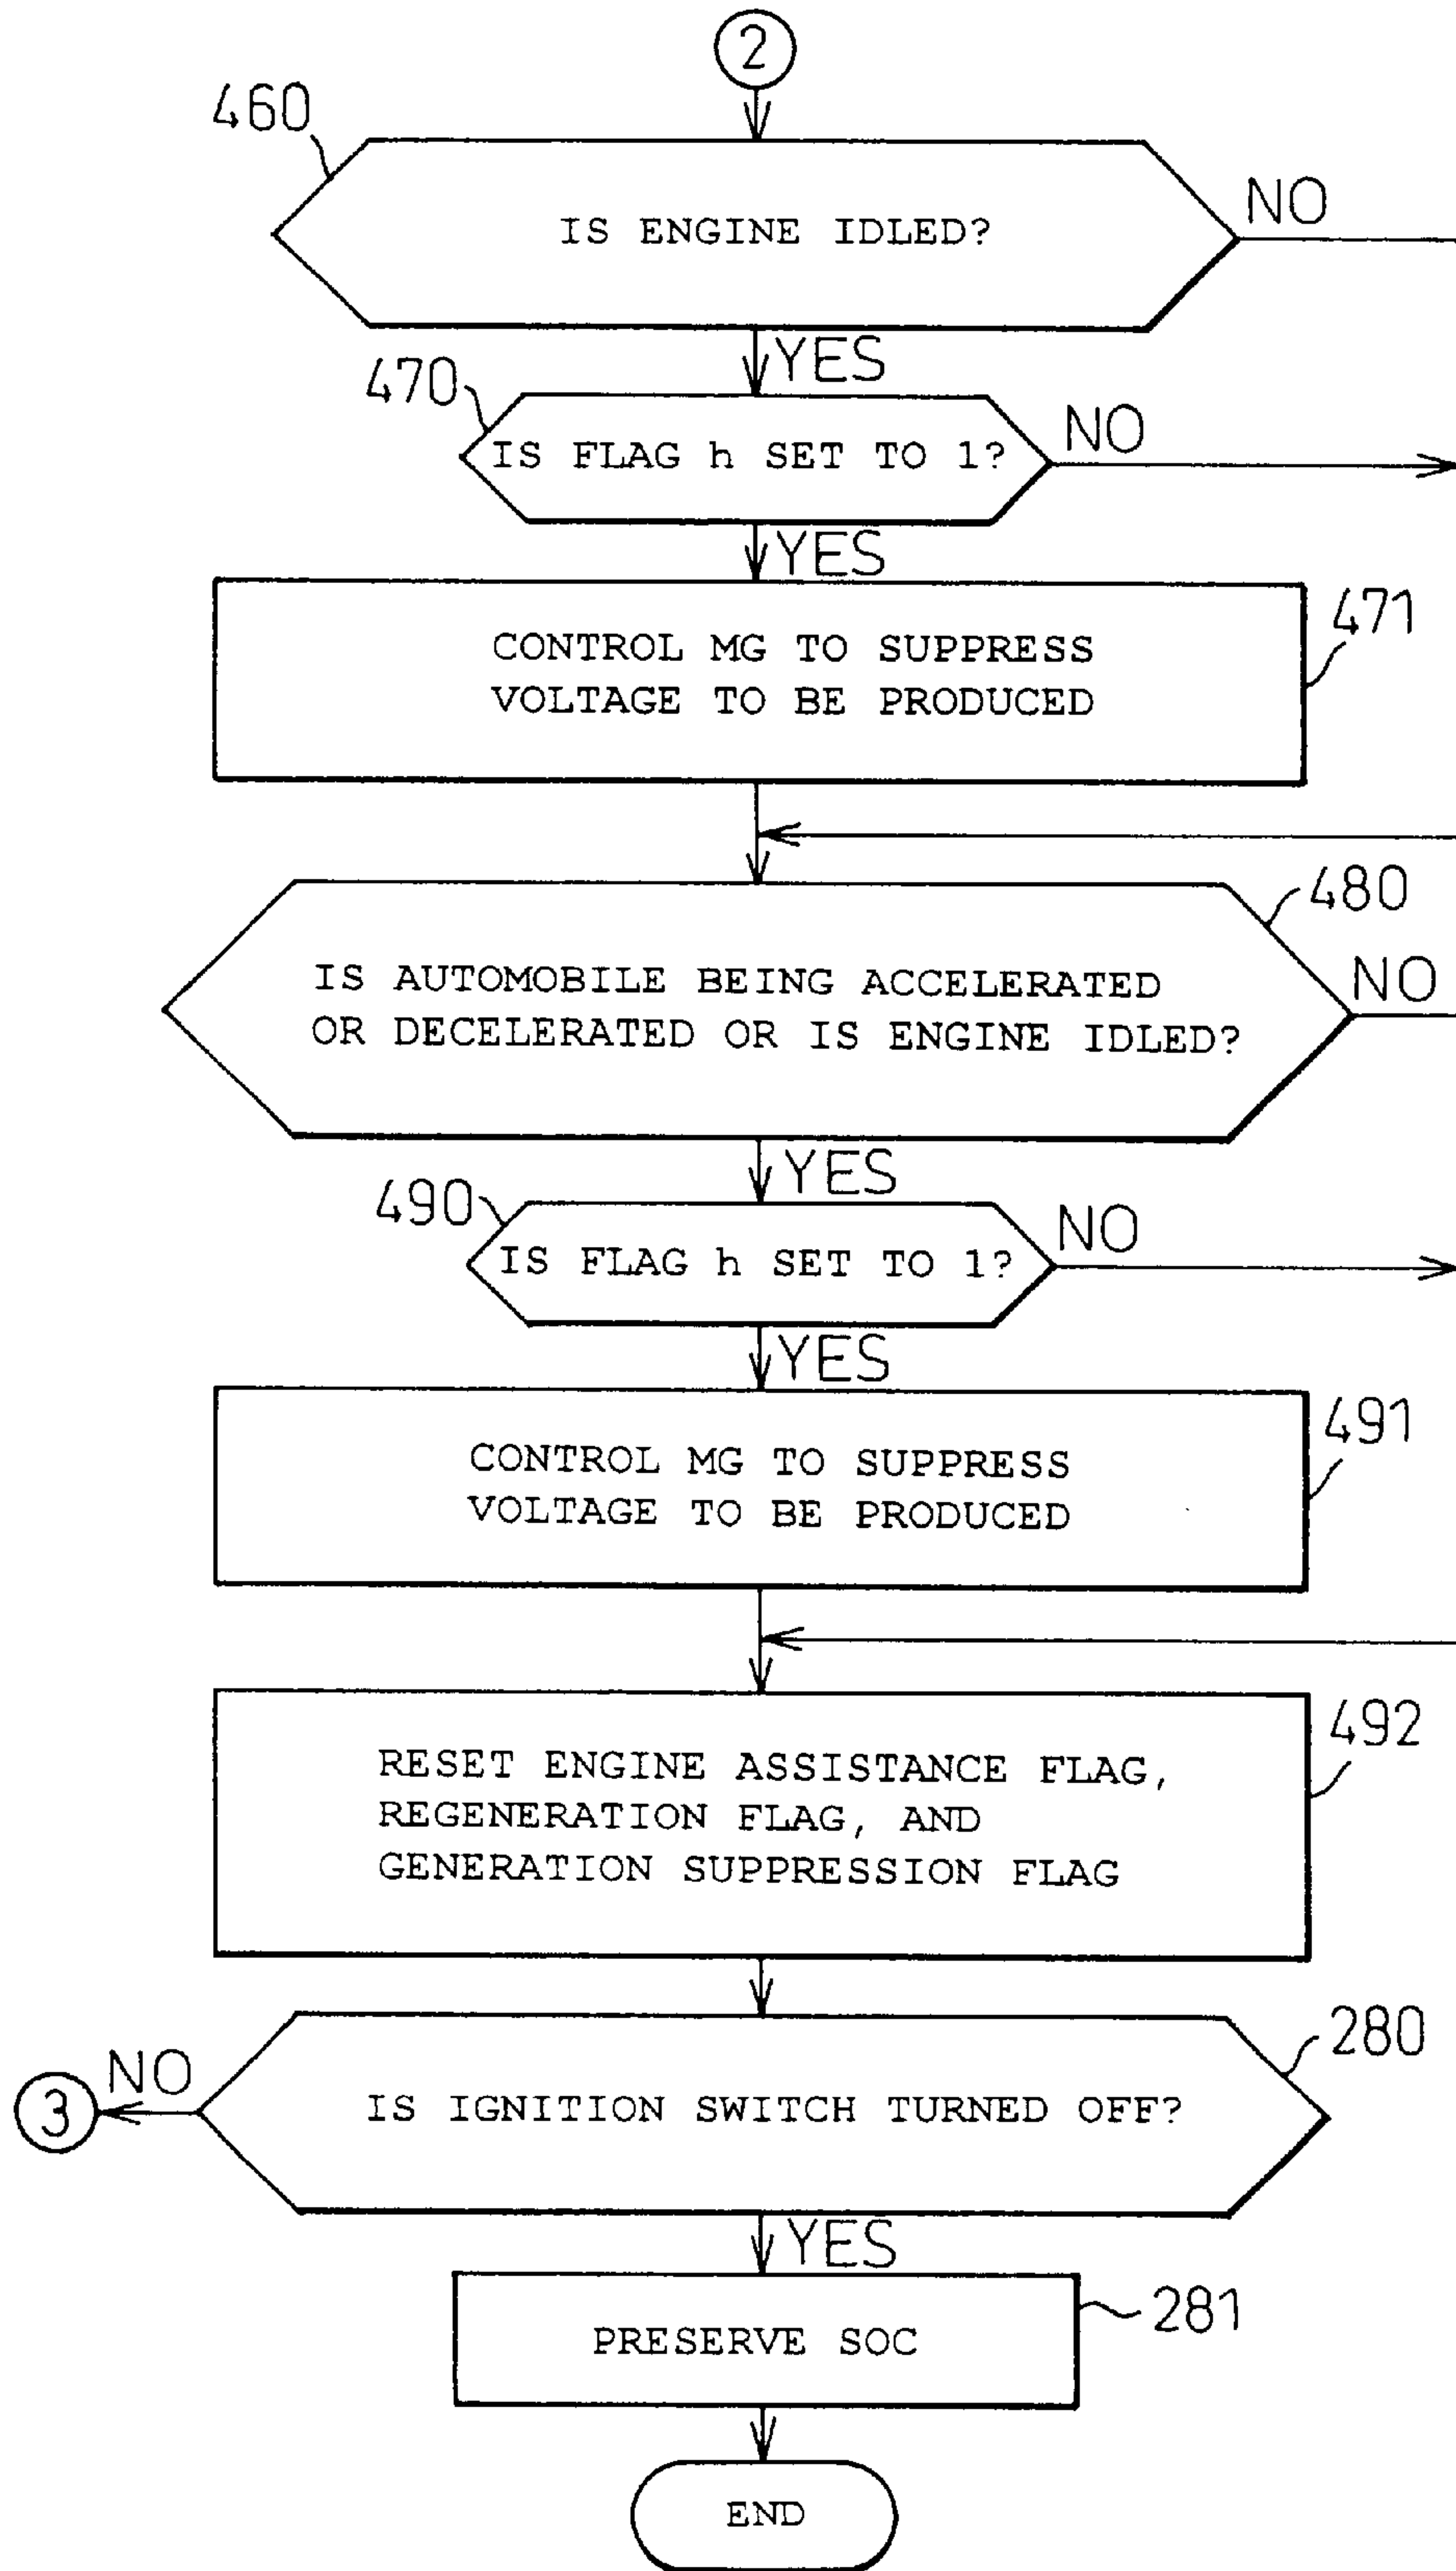 2
460
IS ENGINE IDLED?
NO
YES
470
IS FLAG h SET TO 1?
NO
YES
CONTROL MG TO SUPPRESS
VOLTAGE TO BE PRODUCED
471
480
IS AUTOMOBILE BEING ACCELERATED
OR DECELERATED OR IS ENGINE IDLED?
NO
YES
490
IS FLAG h SET TO 1?
NO
YES
CONTROL MG TO SUPPRESS
VOLTAGE TO BE PRODUCED
491
RESET ENGINE ASSISTANCE FLAG,
REGENERATION FLAG, AND
GENERATION SUPPRESSION FLAG
492
280
IS IGNITION SWITCH TURNED OFF?
NO
3
YES
PRESERVE SOC
281
END